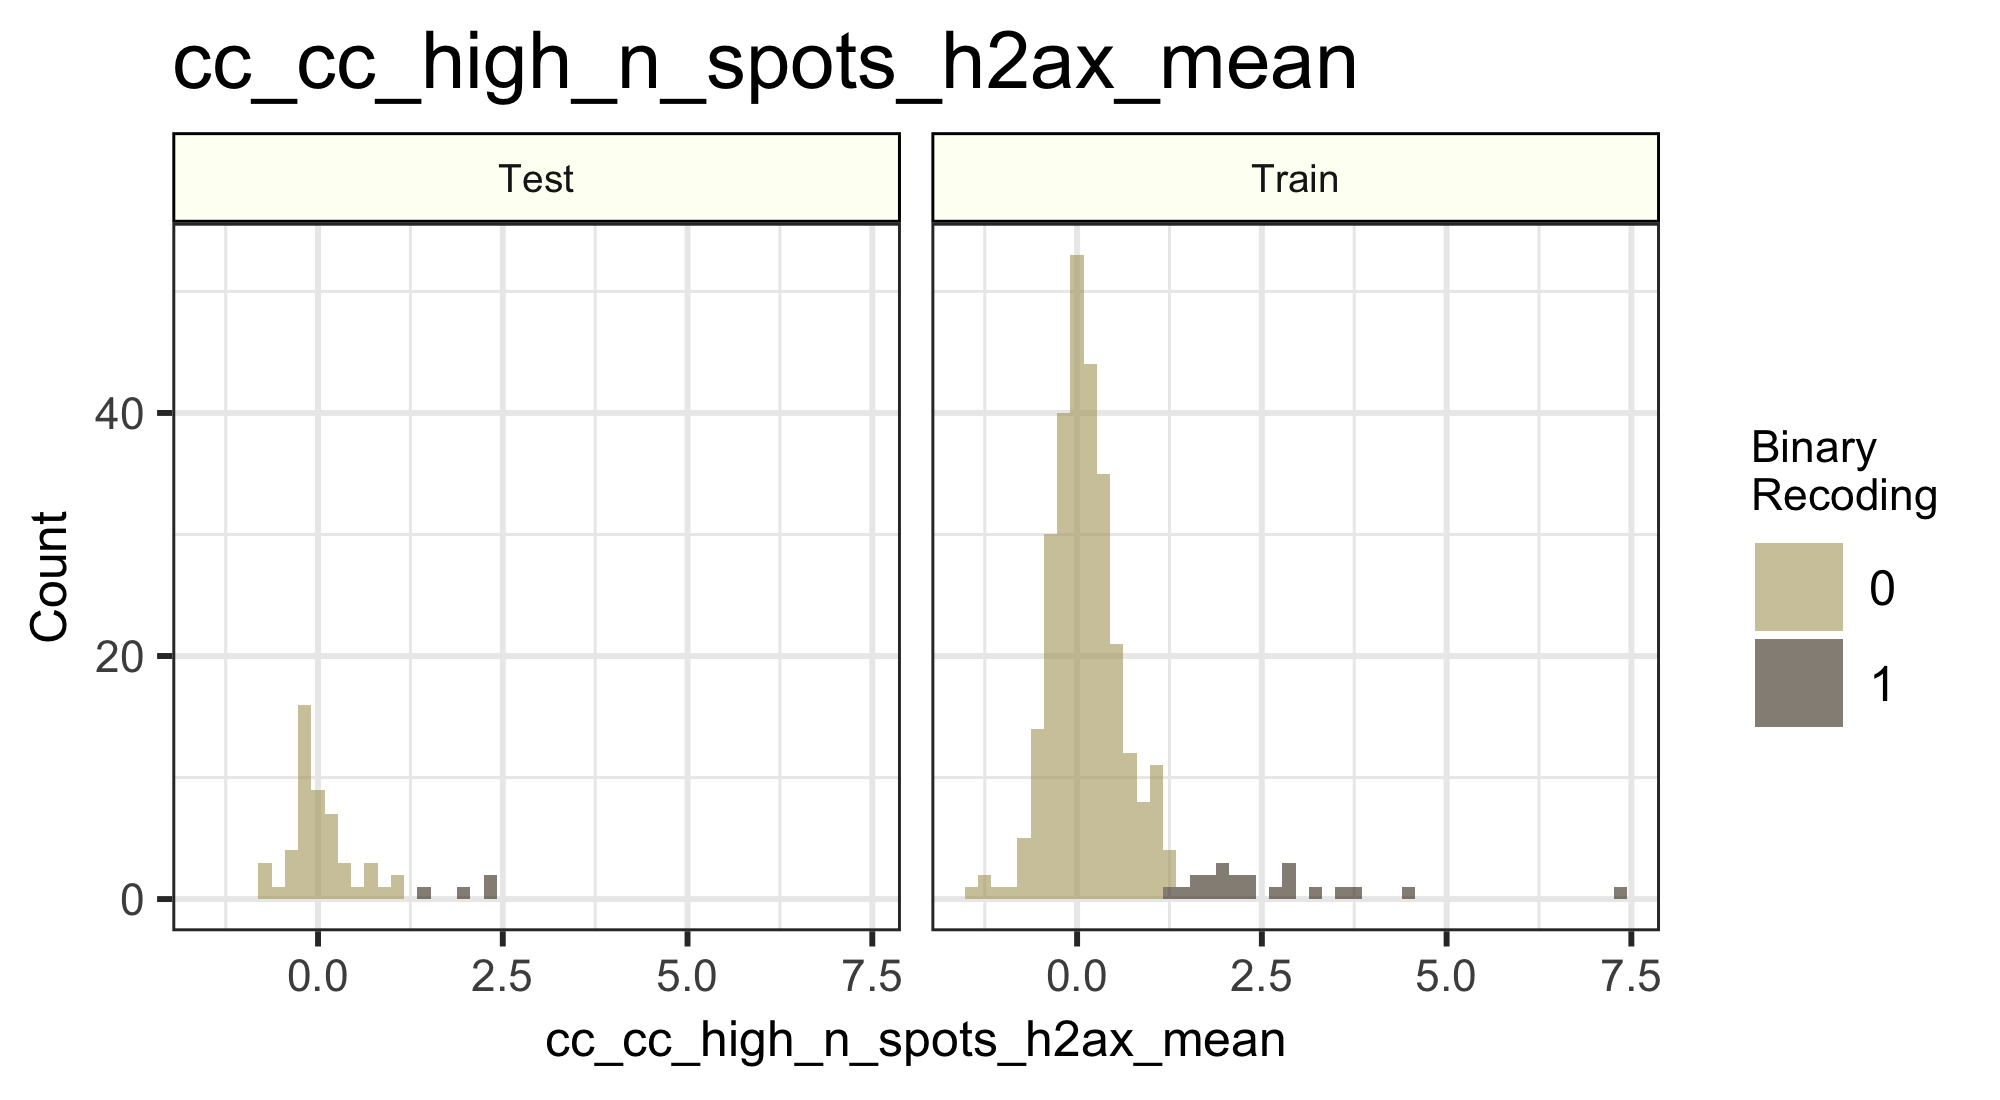 cc_cc_high_n_spots_h2ax_mean
Test
Train
Count
40
20
0
0.0 2.5 5.0 7.5
0.0 2.5 5.0 7.5
cc_cc_high_n_spots_h2ax_mean
Binary
Recoding
0
1